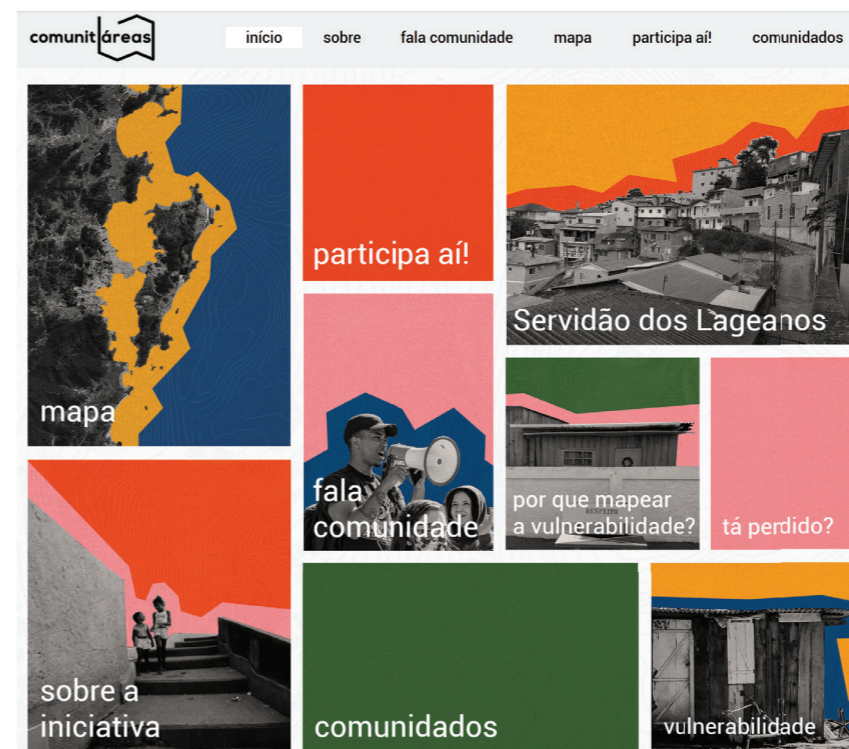 comunitáreas
início
sobre
fala comunidade
mapa
participa aí!
comunidados
mapa
participa aí!
Servidão dos Lageanos
fala
comunidade
RESPEITO
por que mapear
a vulnerabilidade?
tá perdido?
sobre a
iniciativa
comunidados
vulnerabilidade